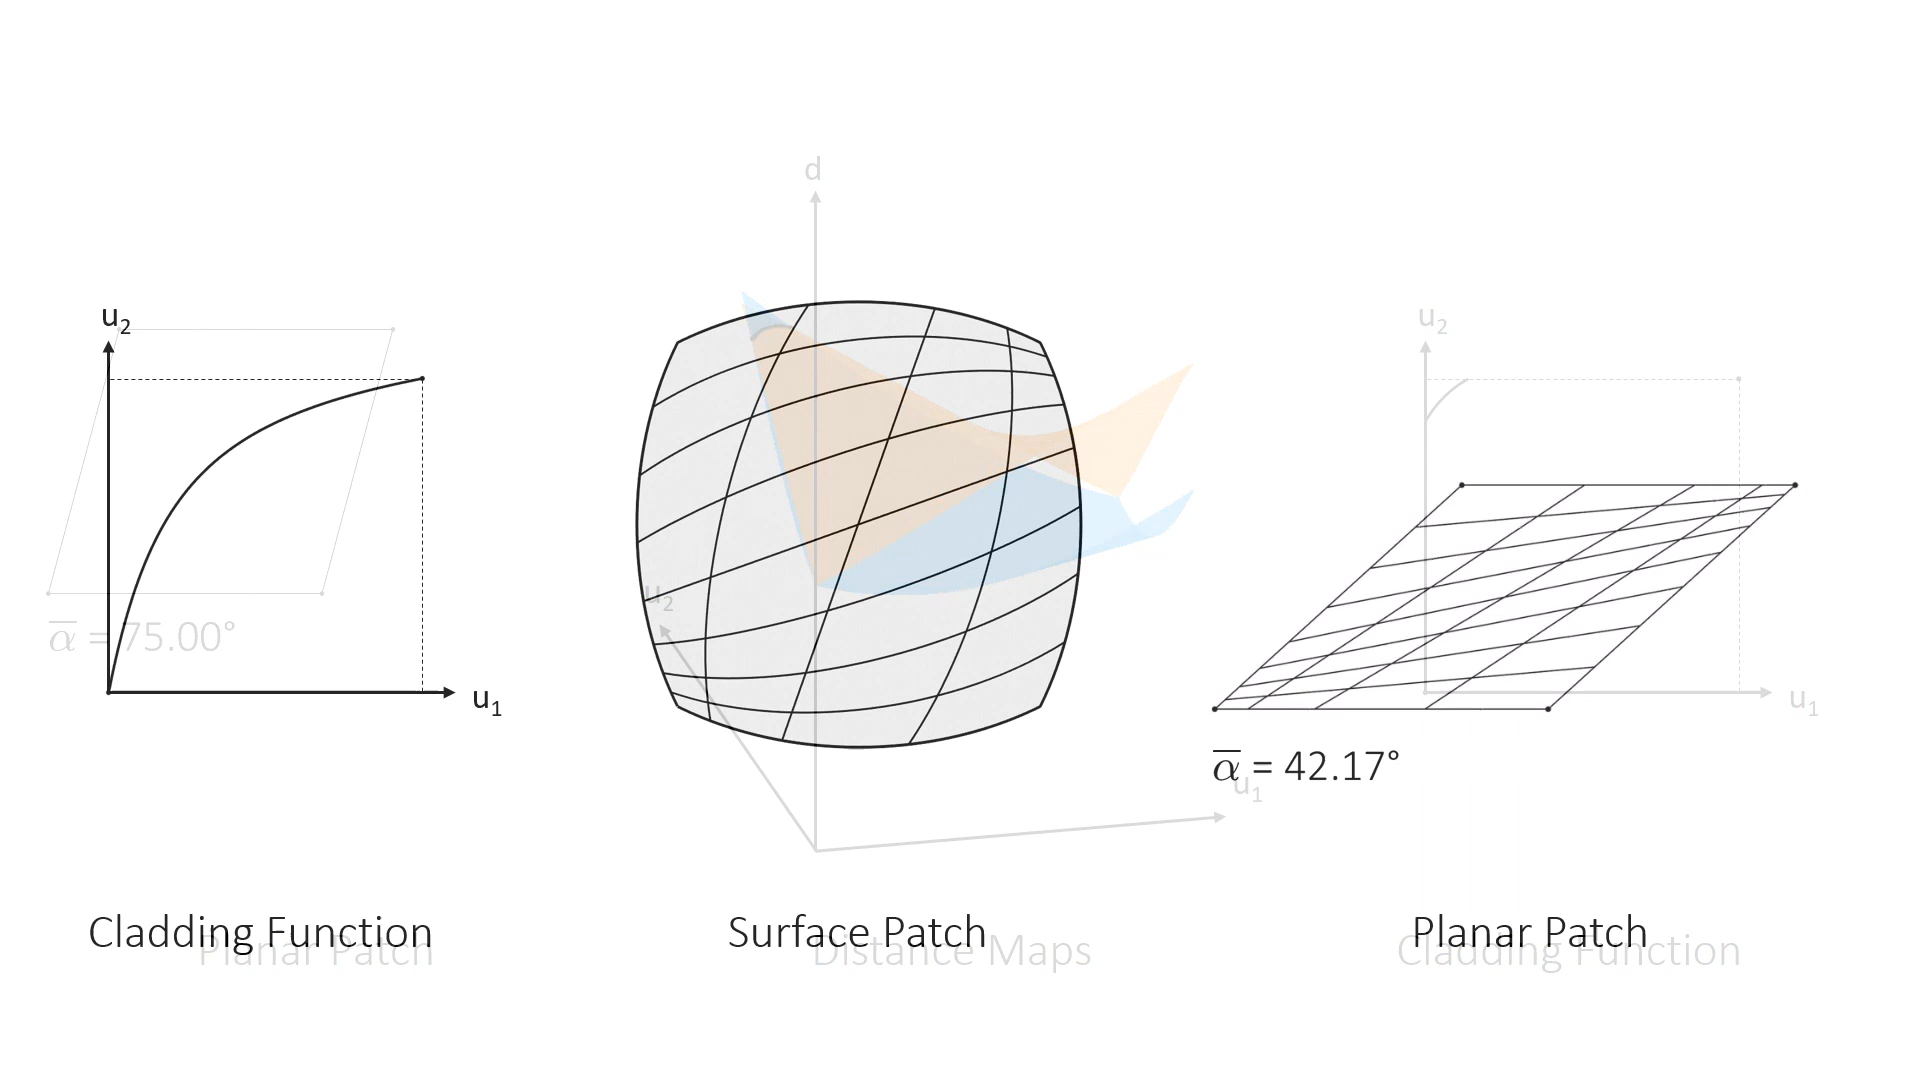 d
u₂
u₂
u₂
α̅ = 75.00°
u₁
u₁
α̅ = 42.17°
u₁
Cladding Function
Surface Patch
Planar Patch
Planar Patch
Distance Maps
Cladding Function